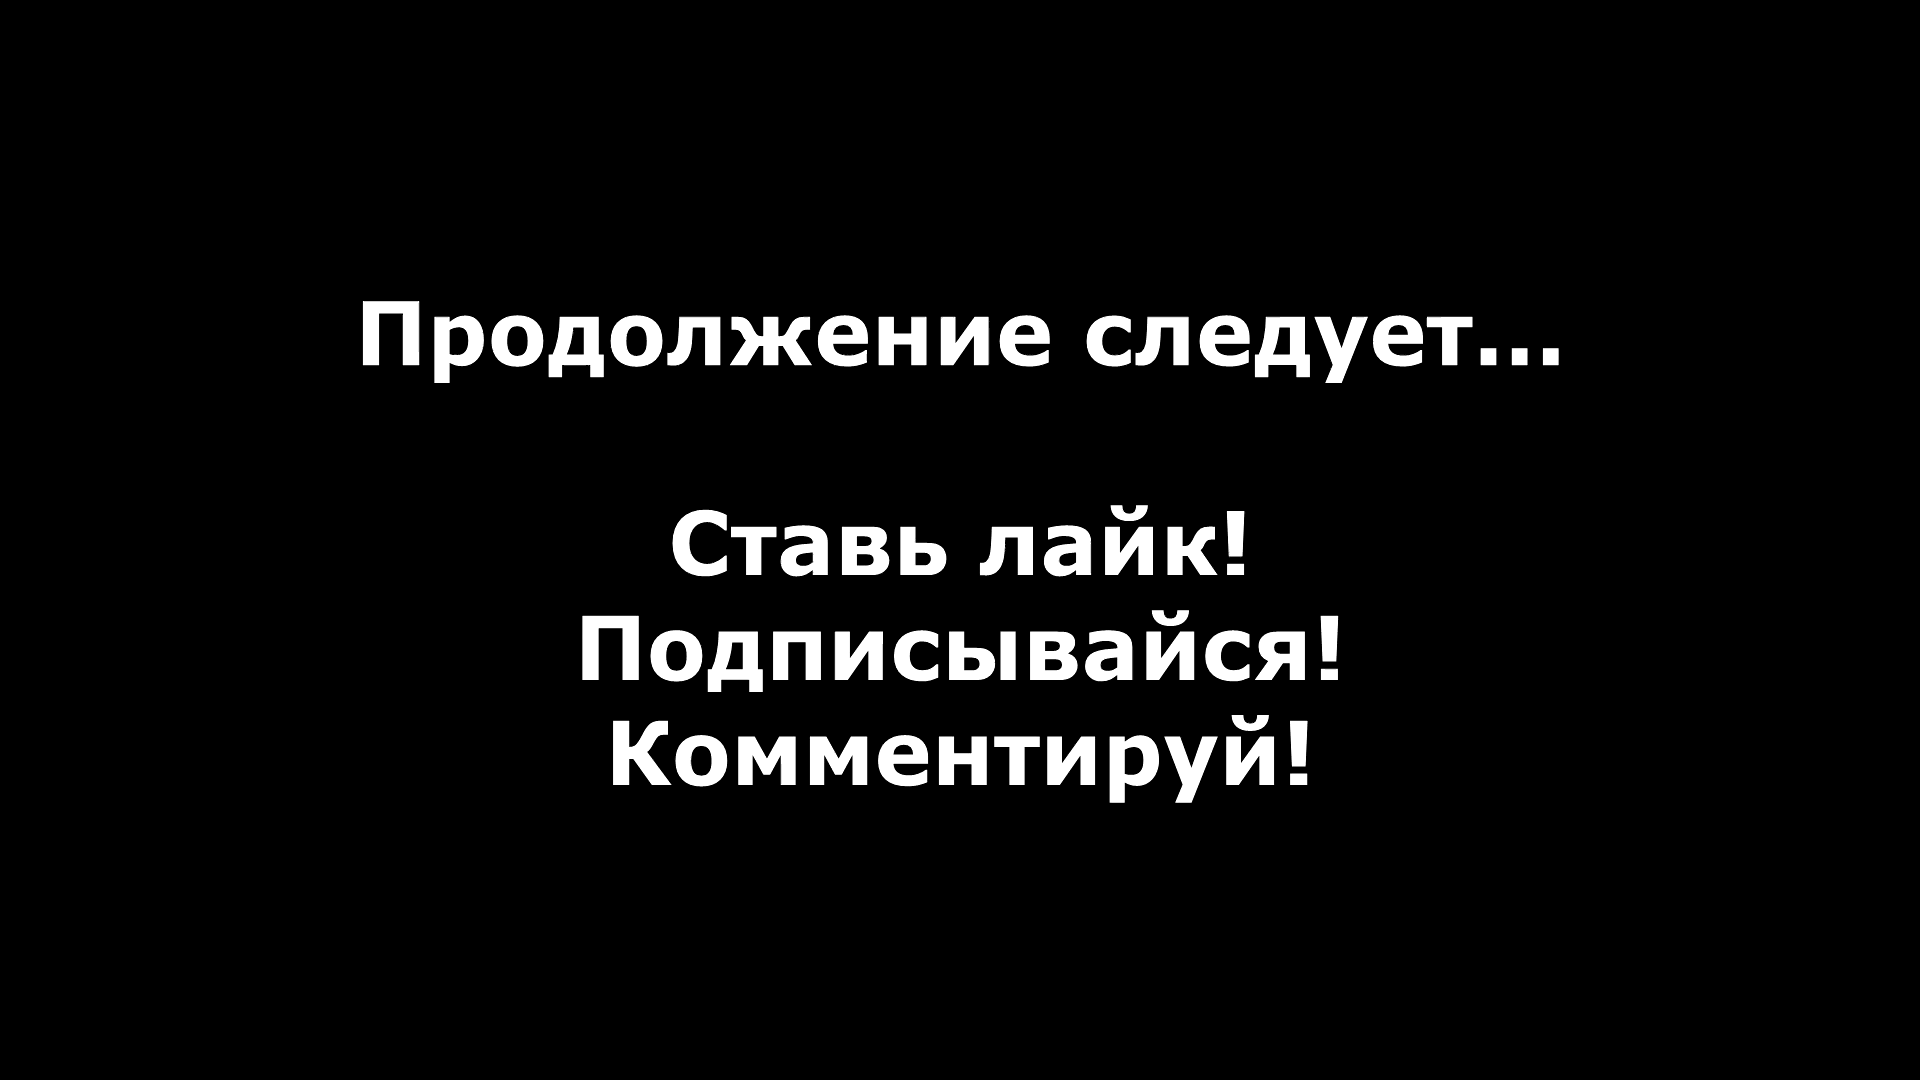 Продолжение следует...
Ставь лайк!
Подписывайся!
Комментируй!